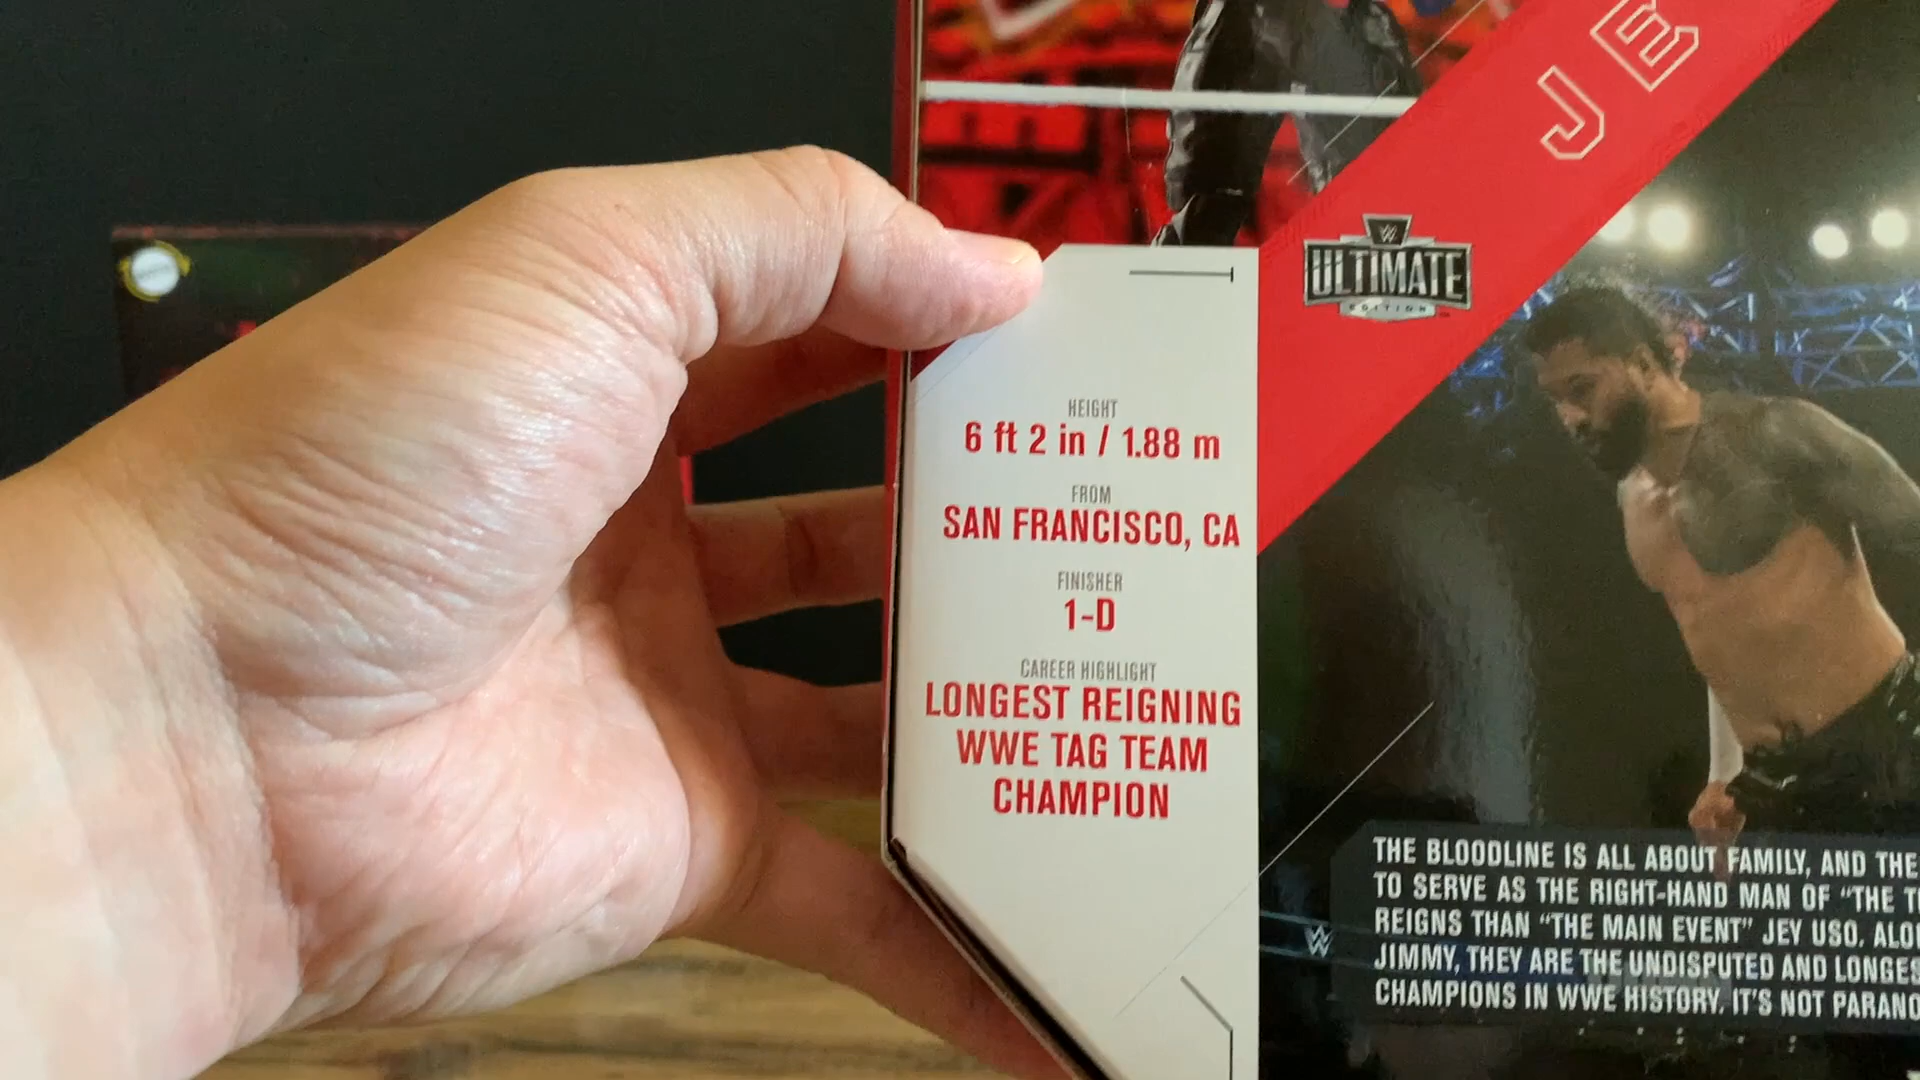 JE
ULTIMATE
EDITION
HEIGHT
6 ft 2 in / 1.88 m
FROM
SAN FRANCISCO, CA
FINISHER
1-D
CAREER HIGHLIGHT
LONGEST REIGNING
WWE TAG TEAM
CHAMPION
THE BLOODLINE IS ALL ABOUT FAMILY, AND THE
TO SERVE AS THE RIGHT-HAND MAN OF "THE
REIGNS THAN "THE MAIN EVENT" JEY USO.
JIMMY, THEY ARE THE UNDISPUTED AND
CHAMPIONS IN WWE HISTORY. IT'S NOT